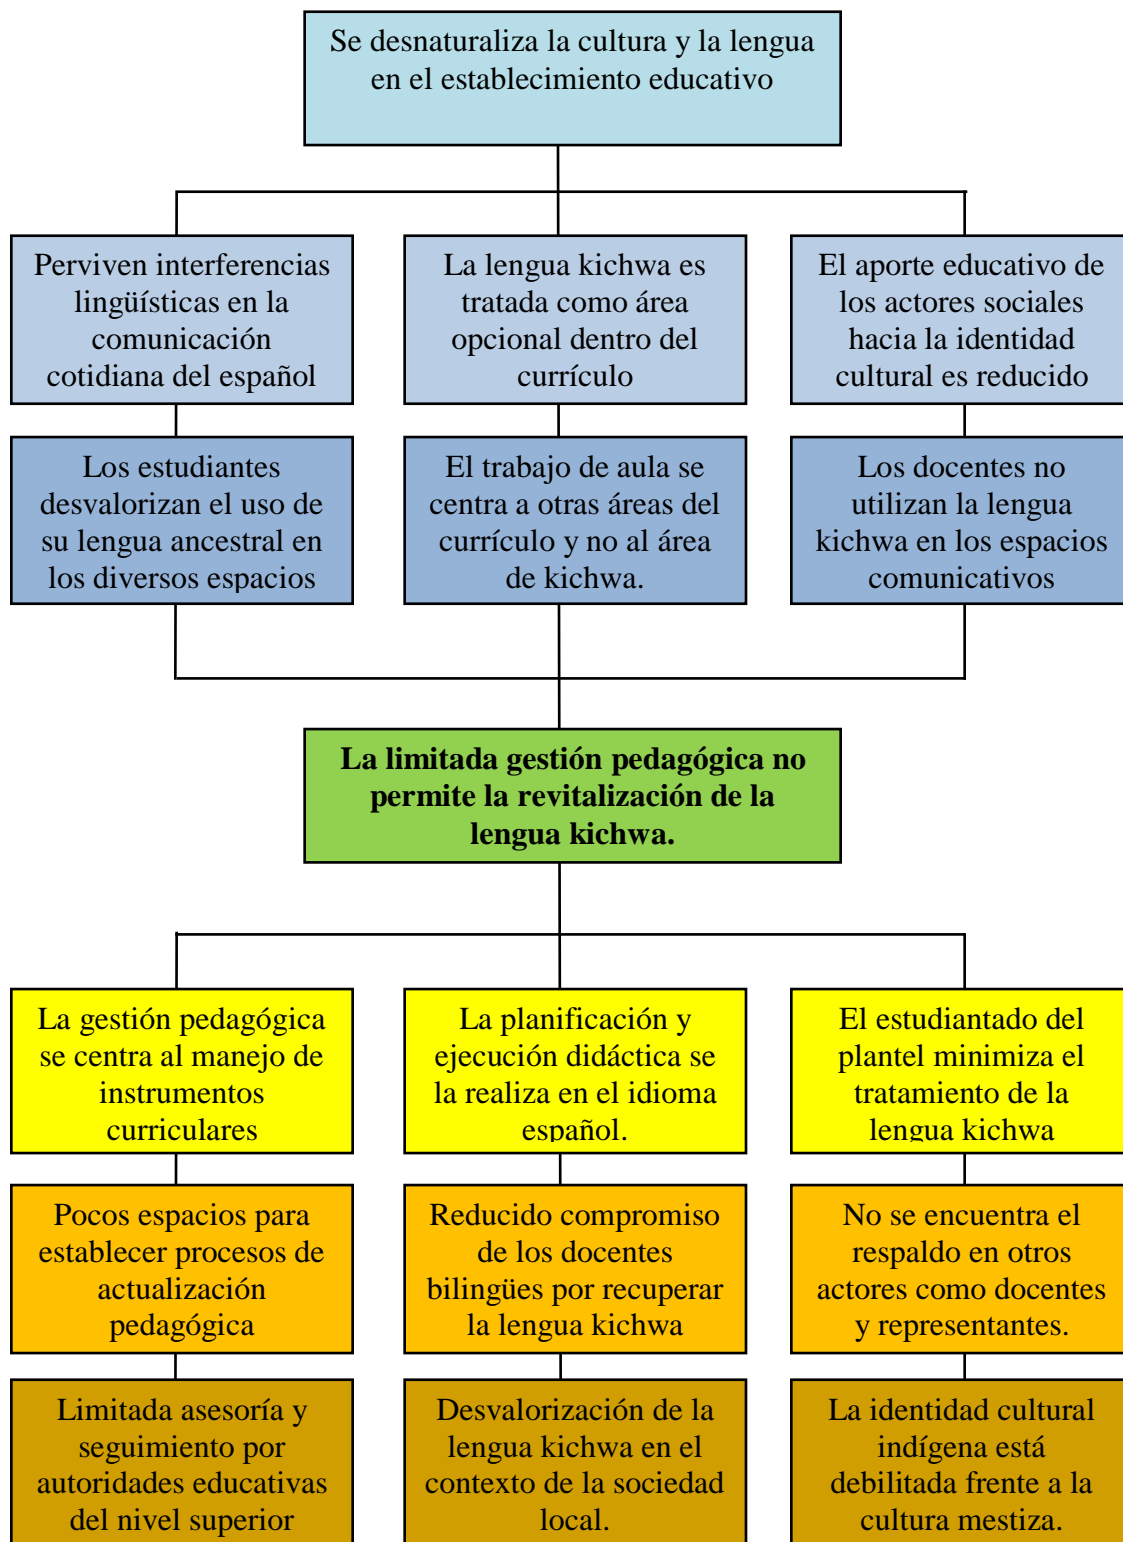 Se desnaturaliza la cultura y la lengua
en el establecimiento educativo
Perviven interferencias
lingüísticas en la
comunicación
cotidiana del español
La lengua kichwa es
tratada como área
opcional dentro del
currículo
El aporte educativo de
los actores sociales
hacia la identidad
cultural es reducido
Los estudiantes
desvalorizan el uso de
su lengua ancestral en
los diversos espacios
El trabajo de aula se
centra a otras áreas del
currículo y no al área
de kichwa.
Los docentes no
utilizan la lengua
kichwa en los espacios
comunicativos
La limitada gestión pedagógica no
permite la revitalización de la
lengua kichwa.
La gestión pedagógica
se centra al manejo de
instrumentos
curriculares
La planificación y
ejecución didáctica se
la realiza en el idioma
español.
El estudiantado del
plantel minimiza el
tratamiento de la
lengua kichwa
Pocos espacios para
establecer procesos de
actualización
pedagógica
Reducido compromiso
de los docentes
bilingües por recuperar
la lengua kichwa
No se encuentra el
respaldo en otros
actores como docentes
y representantes.
Limitada asesoría y
seguimiento por
autoridades educativas
del nivel superior
Desvalorización de la
lengua kichwa en el
contexto de la sociedad
local.
La identidad cultural
indígena está
debilitada frente a la
cultura mestiza.